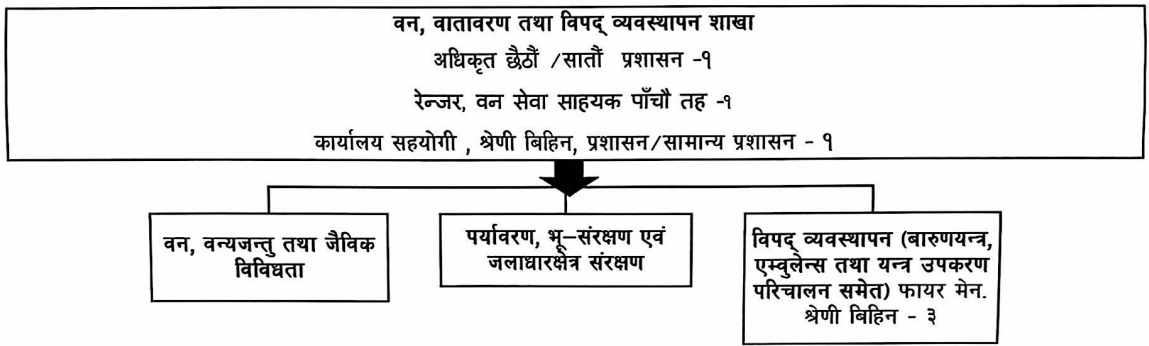 वन, वातावरण तथा विपद् व्यवस्थापन शाखा
अधिकृत छैठौं /सातौं प्रशासन -१
रेन्जर, वन सेवा साहयक पाँचौ तह -१
कार्यालय सहयोगी , श्रेणी बिहिन, प्रशासन/सामान्य प्रशासन - १
वन, वन्यजन्तु तथा जैविक
विविधता
पर्यावरण, भू–संरक्षण एवं
जलाधारक्षेत्र संरक्षण
विपद् व्यवस्थापन (बारुणयन्त्र,
एम्वुलेन्स तथा यन्त्र उपकरण
परिचालन समेत) फायर मेन.
श्रेणी बिहिन - ३